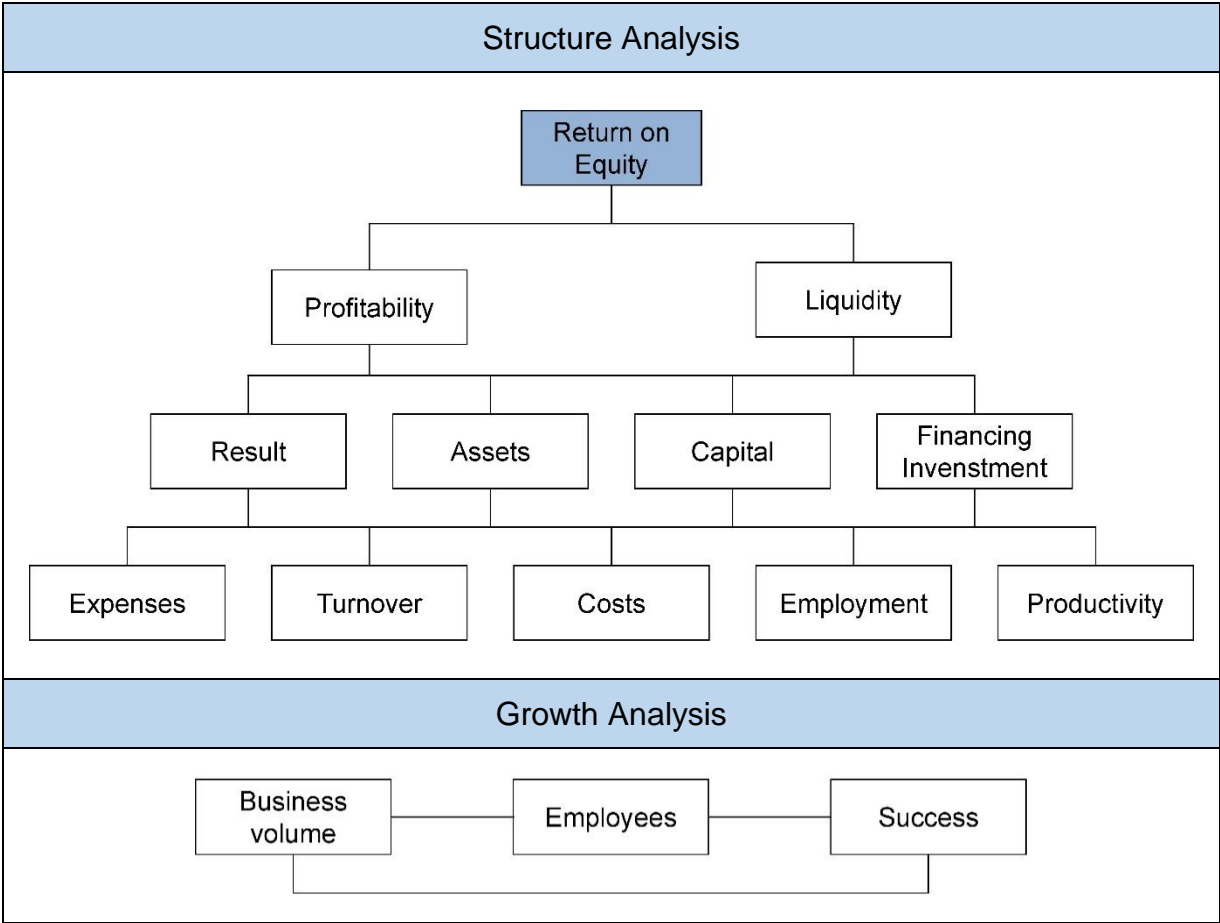 Structure Analysis
Return on
Equity
Profitability
Liquidity
Result
Assets
Capital
Financing
Invenstment
Expenses
Turnover
Costs
Employment
Productivity
Growth Analysis
Business
volume
Employees
Success